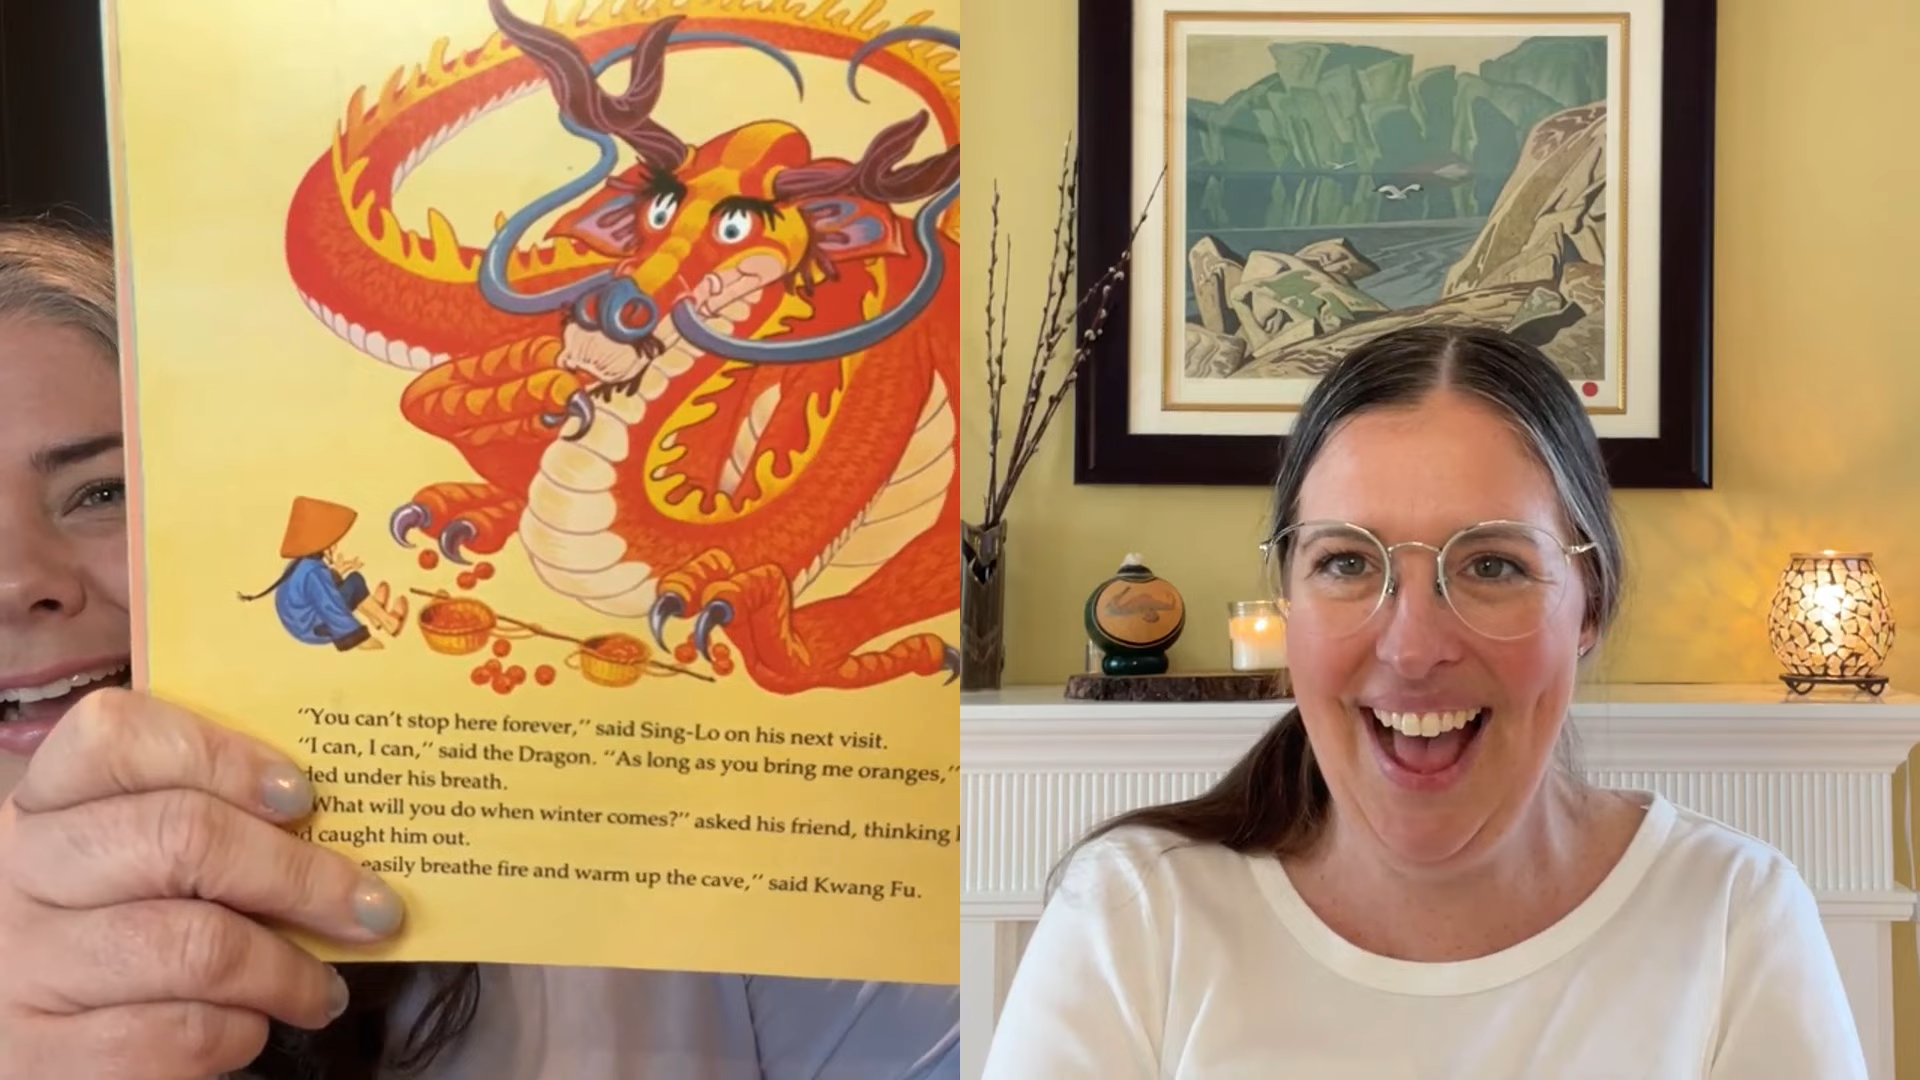 “You can’t stop here forever,” said Sing-Lo on his next visit.
“I can, I can,” said the Dragon. “As long as you bring me oranges,”
under his breath.
“What will you do when winter comes?” asked his friend, thinking
caught him out.
easily breathe fire and warm up the cave,” said Kwang Fu.